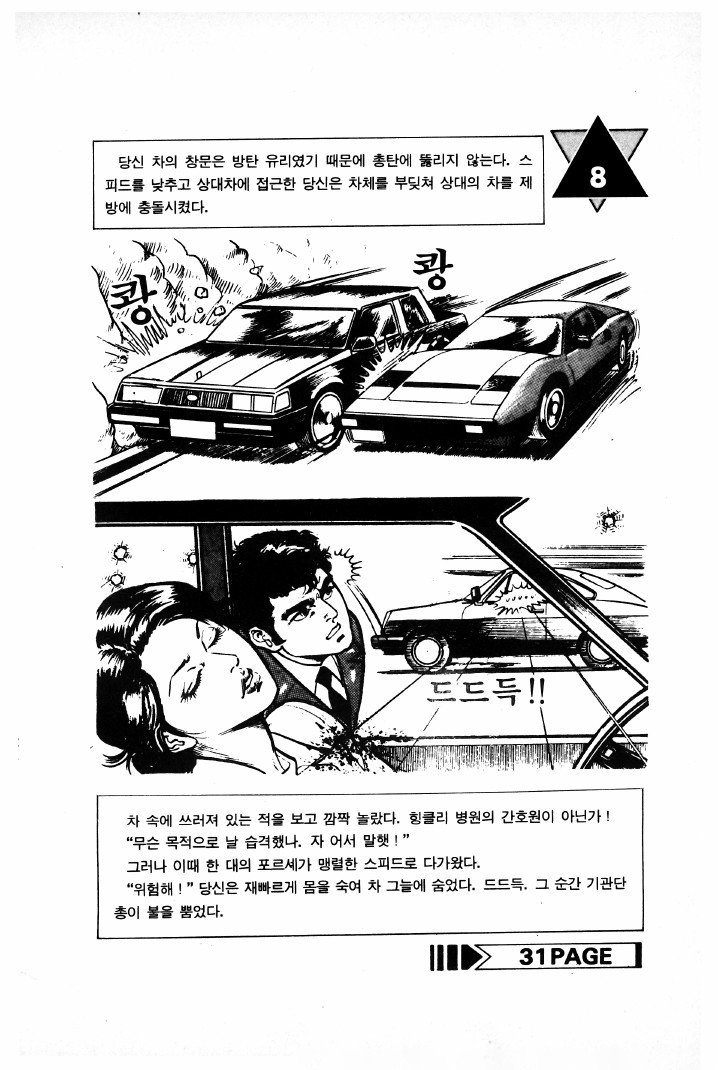 8
당신 차의 창문은 방탄 유리였기 때문에 총탄에 뚫리지 않는다. 스
피드를 낮추고 상대차에 접근한 당신은 차체를 부딪쳐 상대의 차를 제
방에 충돌시켰다.
쾅
쾅
드드득!!
차 속에 쓰러져 있는 적을 보고 깜짝 놀랐다. 힝클리 병원의 간호원이 아닌가!
“무슨 목적으로 날 습격했나. 자 어서 말햇!”
그러나 이때 한 대의 포르셰가 맹렬한 스피드로 다가왔다.
“위험해!” 당신은 재빠르게 몸을 숙여 차 그늘에 숨었다. 드드득. 그 순간 기관단
총이 불을 뿜었다.
31PAGE